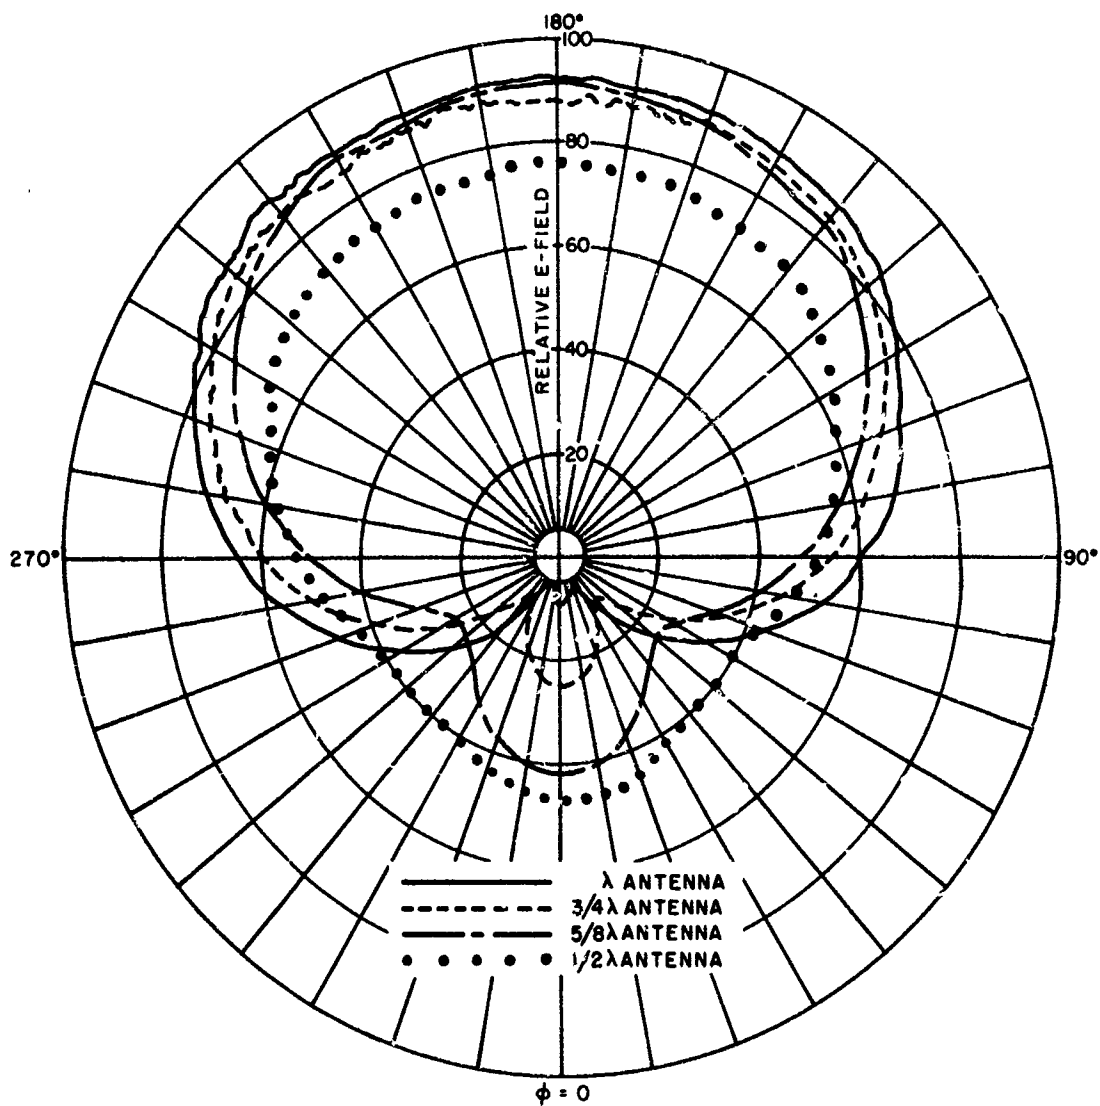 180°
100
80
60
40
20
RELATIVE E-FIELD
270°
90°
λ ANTENNA
3/4λ ANTENNA
5/8λ ANTENNA
1/2λ ANTENNA
ϕ = 0